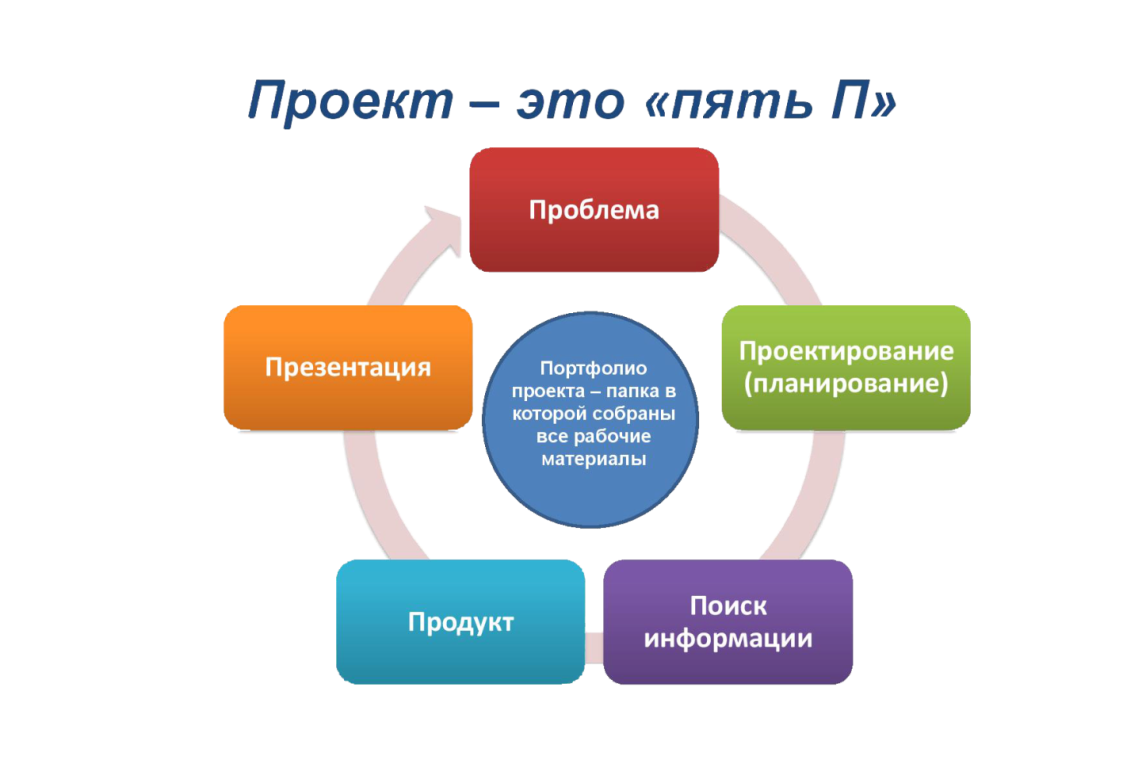 Проект – это «пять П»
Проблема
Проектирование
(планирование)
Поиск
информации
Продукт
Презентация
Портфолио
проекта – папка в
которой собраны
все рабочие
материалы